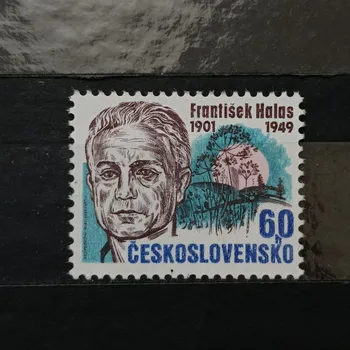 František Halas
1901 1949
60
ČESKOSLOVENSKO